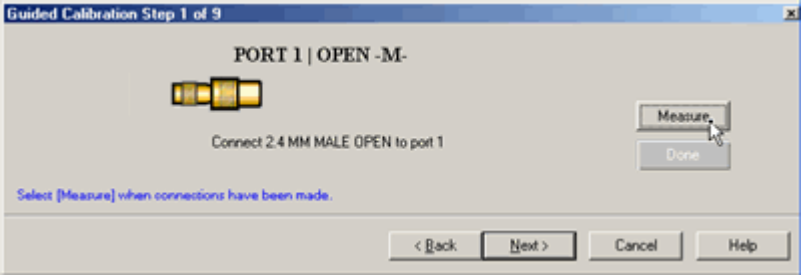 Guided Calibration Step 1 of 9
PORT 1 | OPEN -M-
Measure
Connect 2.4 MM MALE OPEN to port 1
Done
Select [Measure] when connections have been made.
< Back
Next >
Cancel
Help